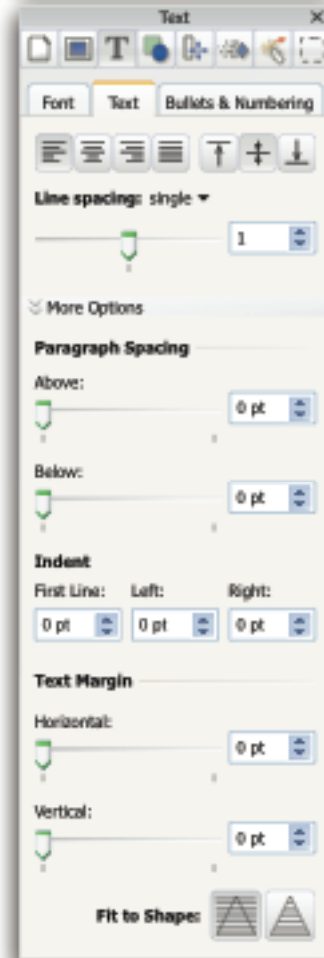 Text
Font Text Bullets & Numbering
Line spacing: single
1
More Options
Paragraph Spacing
Above:
0 pt
Below:
0 pt
Indent
First Line: Left: Right:
0 pt 0 pt 0 pt
Text Margin
Horizontal:
0 pt
Vertical:
0 pt
Fit to Shape: